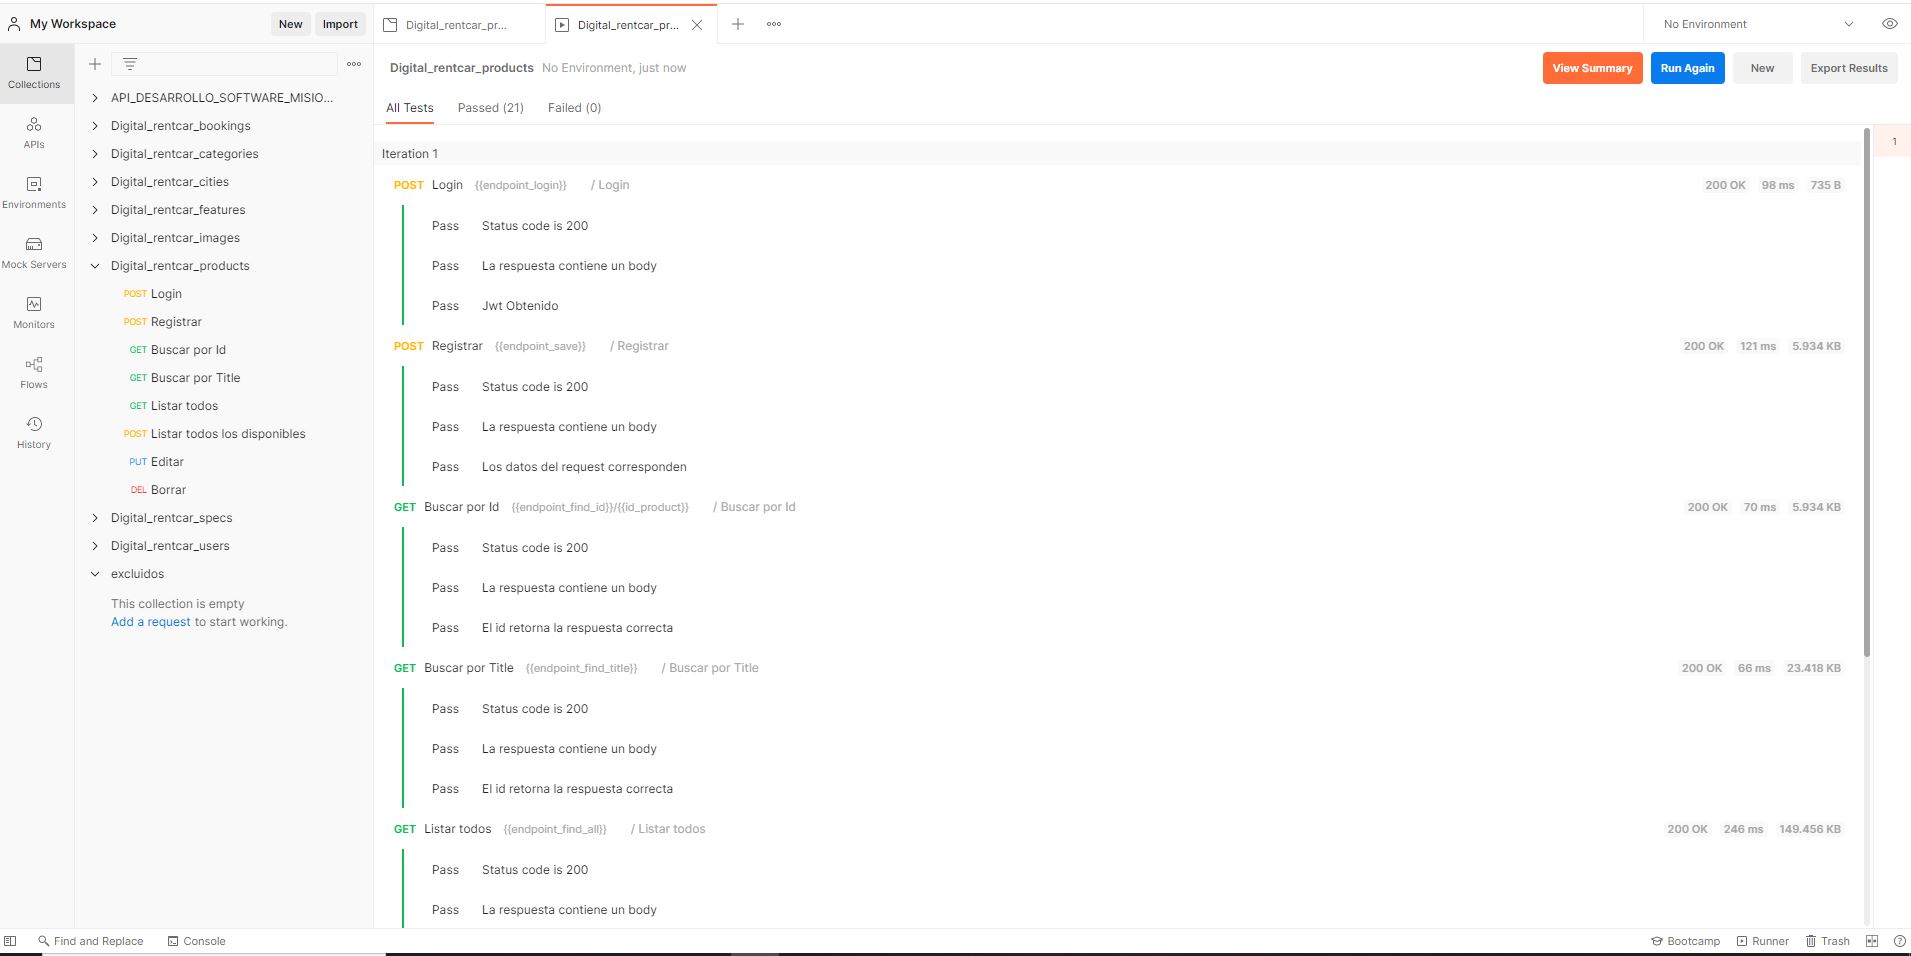 My Workspace
New
Import
Digital_rentcar_pr...
Digital_rentcar_pr...
No Environment
Collections
APIs
Environments
Mock Servers
Monitors
Flows
History
API_DESARROLLO_SOFTWARE_MISIO...
Digital_rentcar_bookings
Digital_rentcar_categories
Digital_rentcar_cities
Digital_rentcar_features
Digital_rentcar_images
Digital_rentcar_products
POST Login
POST Registrar
GET Buscar por Id
GET Buscar por Title
GET Listar todos
POST Listar todos los disponibles
PUT Editar
DEL Borrar
Digital_rentcar_specs
Digital_rentcar_users
excluidos
This collection is empty
Add a request to start working.
Digital_rentcar_products No Environment, just now
View Summary
Run Again
New
Export Results
All Tests
Passed (21)
Failed (0)
1
Iteration 1
POST Login {{endpoint_login}} / Login 200 OK 98 ms 735 B
Pass Status code is 200
Pass La respuesta contiene un body
Pass Jwt Obtenido
POST Registrar {{endpoint_save}} / Registrar 200 OK 121 ms 5.934 KB
Pass Status code is 200
Pass La respuesta contiene un body
Pass Los datos del request corresponden
GET Buscar por Id {{endpoint_find_id}}/{{id_product}} / Buscar por Id 200 OK 70 ms 5.934 KB
Pass Status code is 200
Pass La respuesta contiene un body
Pass El id retorna la respuesta correcta
GET Buscar por Title {{endpoint_find_title}} / Buscar por Title 200 OK 66 ms 23.418 KB
Pass Status code is 200
Pass La respuesta contiene un body
Pass El id retorna la respuesta correcta
GET Listar todos {{endpoint_find_all}} / Listar todos 200 OK 246 ms 149.456 KB
Pass Status code is 200
Pass La respuesta contiene un body
Find and Replace
Console
Bootcamp
Runner
Trash